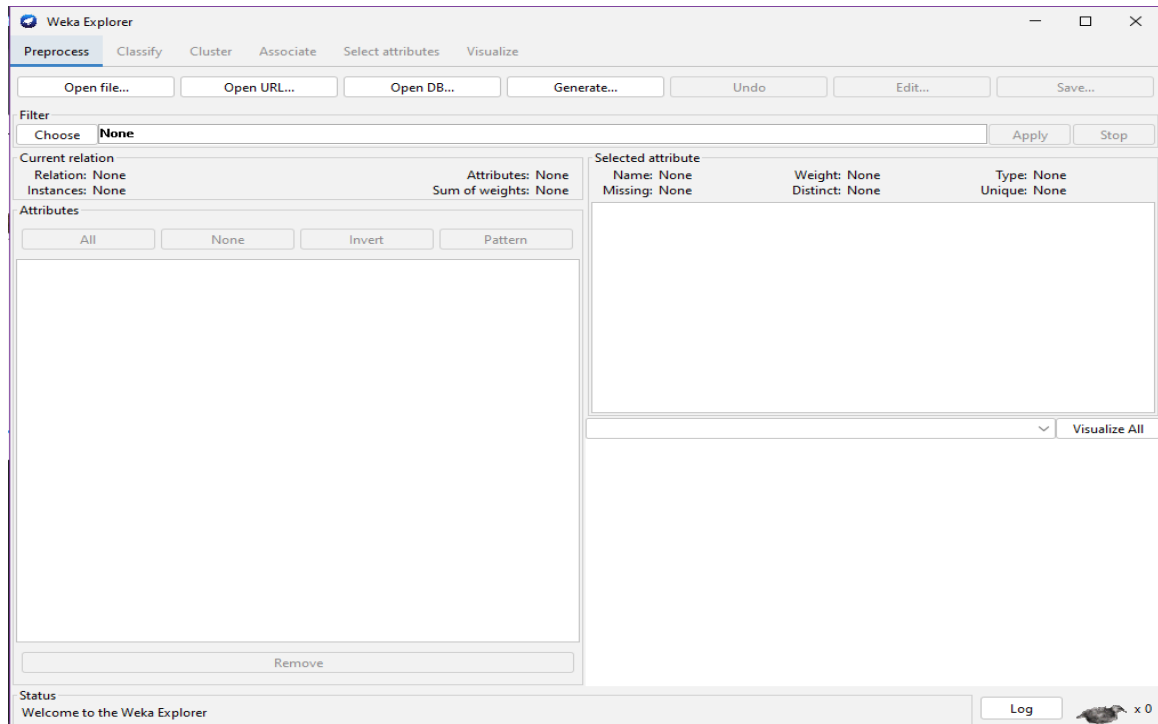 Weka Explorer
Preprocess Classify Cluster Associate Select attributes Visualize
Open file... Open URL... Open DB... Generate... Undo Edit... Save...
Filter
Choose None Apply Stop
Current relation
Relation: None Attributes: None
Instances: None Sum of weights: None
Attributes
All None Invert Pattern
Remove
Selected attribute
Name: None Weight: None Type: None
Missing: None Distinct: None Unique: None
Visualize All
Status
Welcome to the Weka Explorer
Log x 0